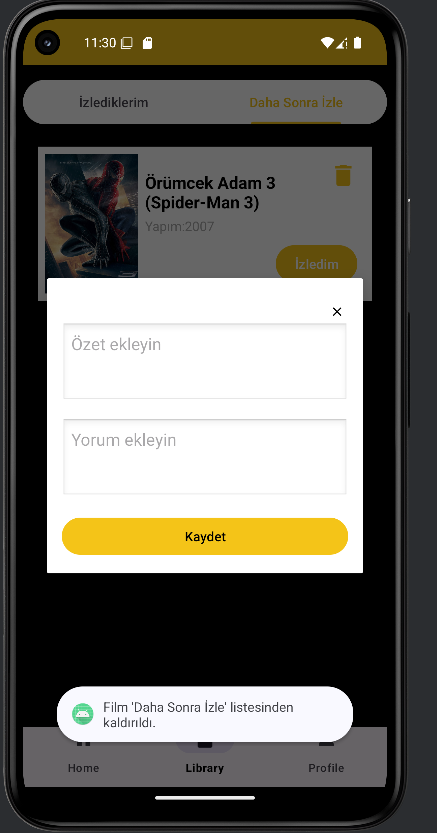 11:30
İzlediklerim
Daha Sonra İzle
Örümcek Adam 3
(Spider-Man 3)
Yapım:2007
İzledim
Özet ekleyin
Yorum ekleyin
Kaydet
Film 'Daha Sonra İzle' listesinden
kaldırıldı.
Home
Library
Profile